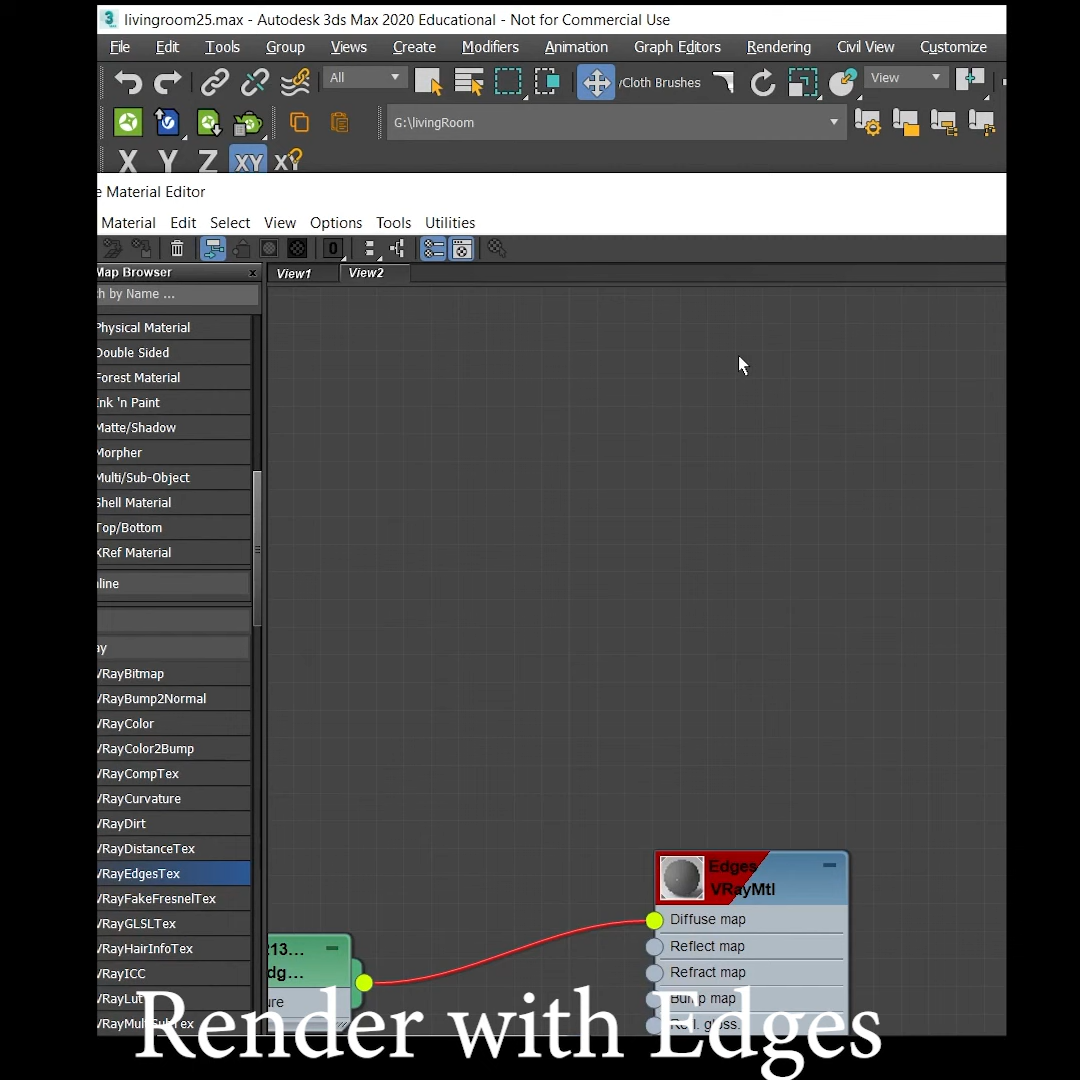 livingroom25.max - Autodesk 3ds Max 2020 Educational - Not for Commercial Use
File Edit Tools Group Views Create Modifiers Animation Graph Editors Rendering Civil View Customize
All /Cloth Brushes View
G:\livingRoom
X Y Z XY X?
e Material Editor
Material Edit Select View Options Tools Utilities
0
Map Browser x View1 View2
ch by Name ...
Physical Material
Double Sided
Forest Material
Ink 'n Paint
Matte/Shadow
Morpher
Multi/Sub-Object
Shell Material
Top/Bottom
XRef Material
line
ay
VRayBitmap
VRayBump2Normal
VRayColor
VRayColor2Bump
VRayCompTex
VRayCurvature
VRayDirt
VRayDistanceTex
VRayEdgesTex
VRayFakeFresnelTex
VRayGLSLTex
VRayHairInfoTex
VRayICC
VRayLut
VRayMultiSubTex
Edges
VRayMtl
Diffuse map
Reflect map
Refract map
Bump map
Refl. gloss.
213...
dg...
ure
Render with Edges